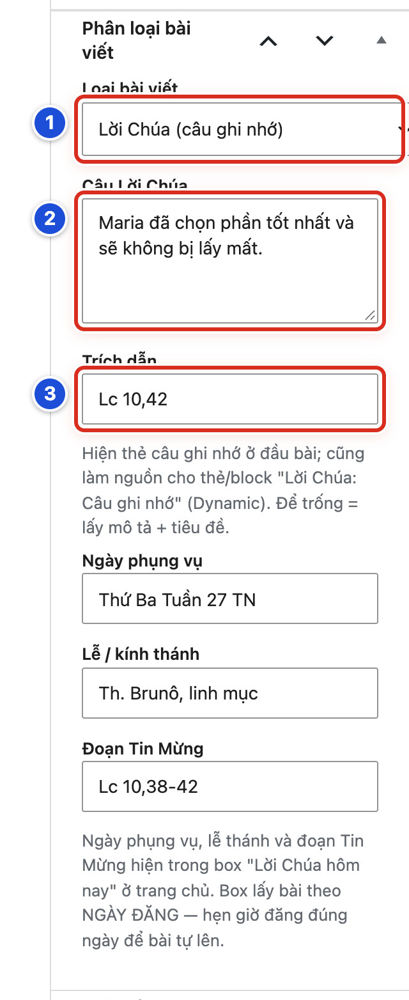 Phân loại bài
viết
Loại bài viết
1
Lời Chúa (câu ghi nhớ)
Câu Lời Chúa
2
Maria đã chọn phần tốt nhất và
sẽ không bị lấy mất.
Trích dẫn
3
Lc 10,42
Hiện thẻ câu ghi nhớ ở đầu bài; cũng
làm nguồn cho thẻ/block "Lời Chúa:
Câu ghi nhớ" (Dynamic). Để trống =
lấy mô tả + tiêu đề.
Ngày phụng vụ
Thứ Ba Tuần 27 TN
Lễ / kính thánh
Th. Brunô, linh mục
Đoạn Tin Mừng
Lc 10,38-42
Ngày phụng vụ, lễ thánh và đoạn Tin
Mừng hiện trong box "Lời Chúa hôm
nay" ở trang chủ. Box lấy bài theo
NGÀY ĐĂNG — hẹn giờ đăng đúng
ngày để bài tự lên.